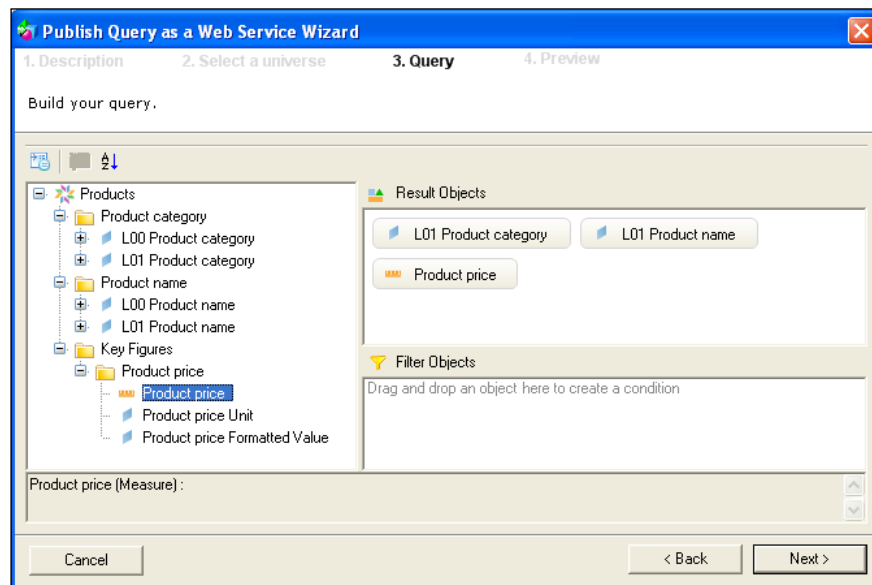 Publish Query as a Web Service Wizard
1. Description 2. Select a universe 3. Query 4. Preview
Build your query.
Products
Product category
L00 Product category
L01 Product category
Product name
L00 Product name
L01 Product name
Key Figures
Product price
Product price
Product price Unit
Product price Formatted Value
Result Objects
L01 Product category L01 Product name
Product price
Filter Objects
Drag and drop an object here to create a condition
Product price (Measure) :
Cancel < Back Next >